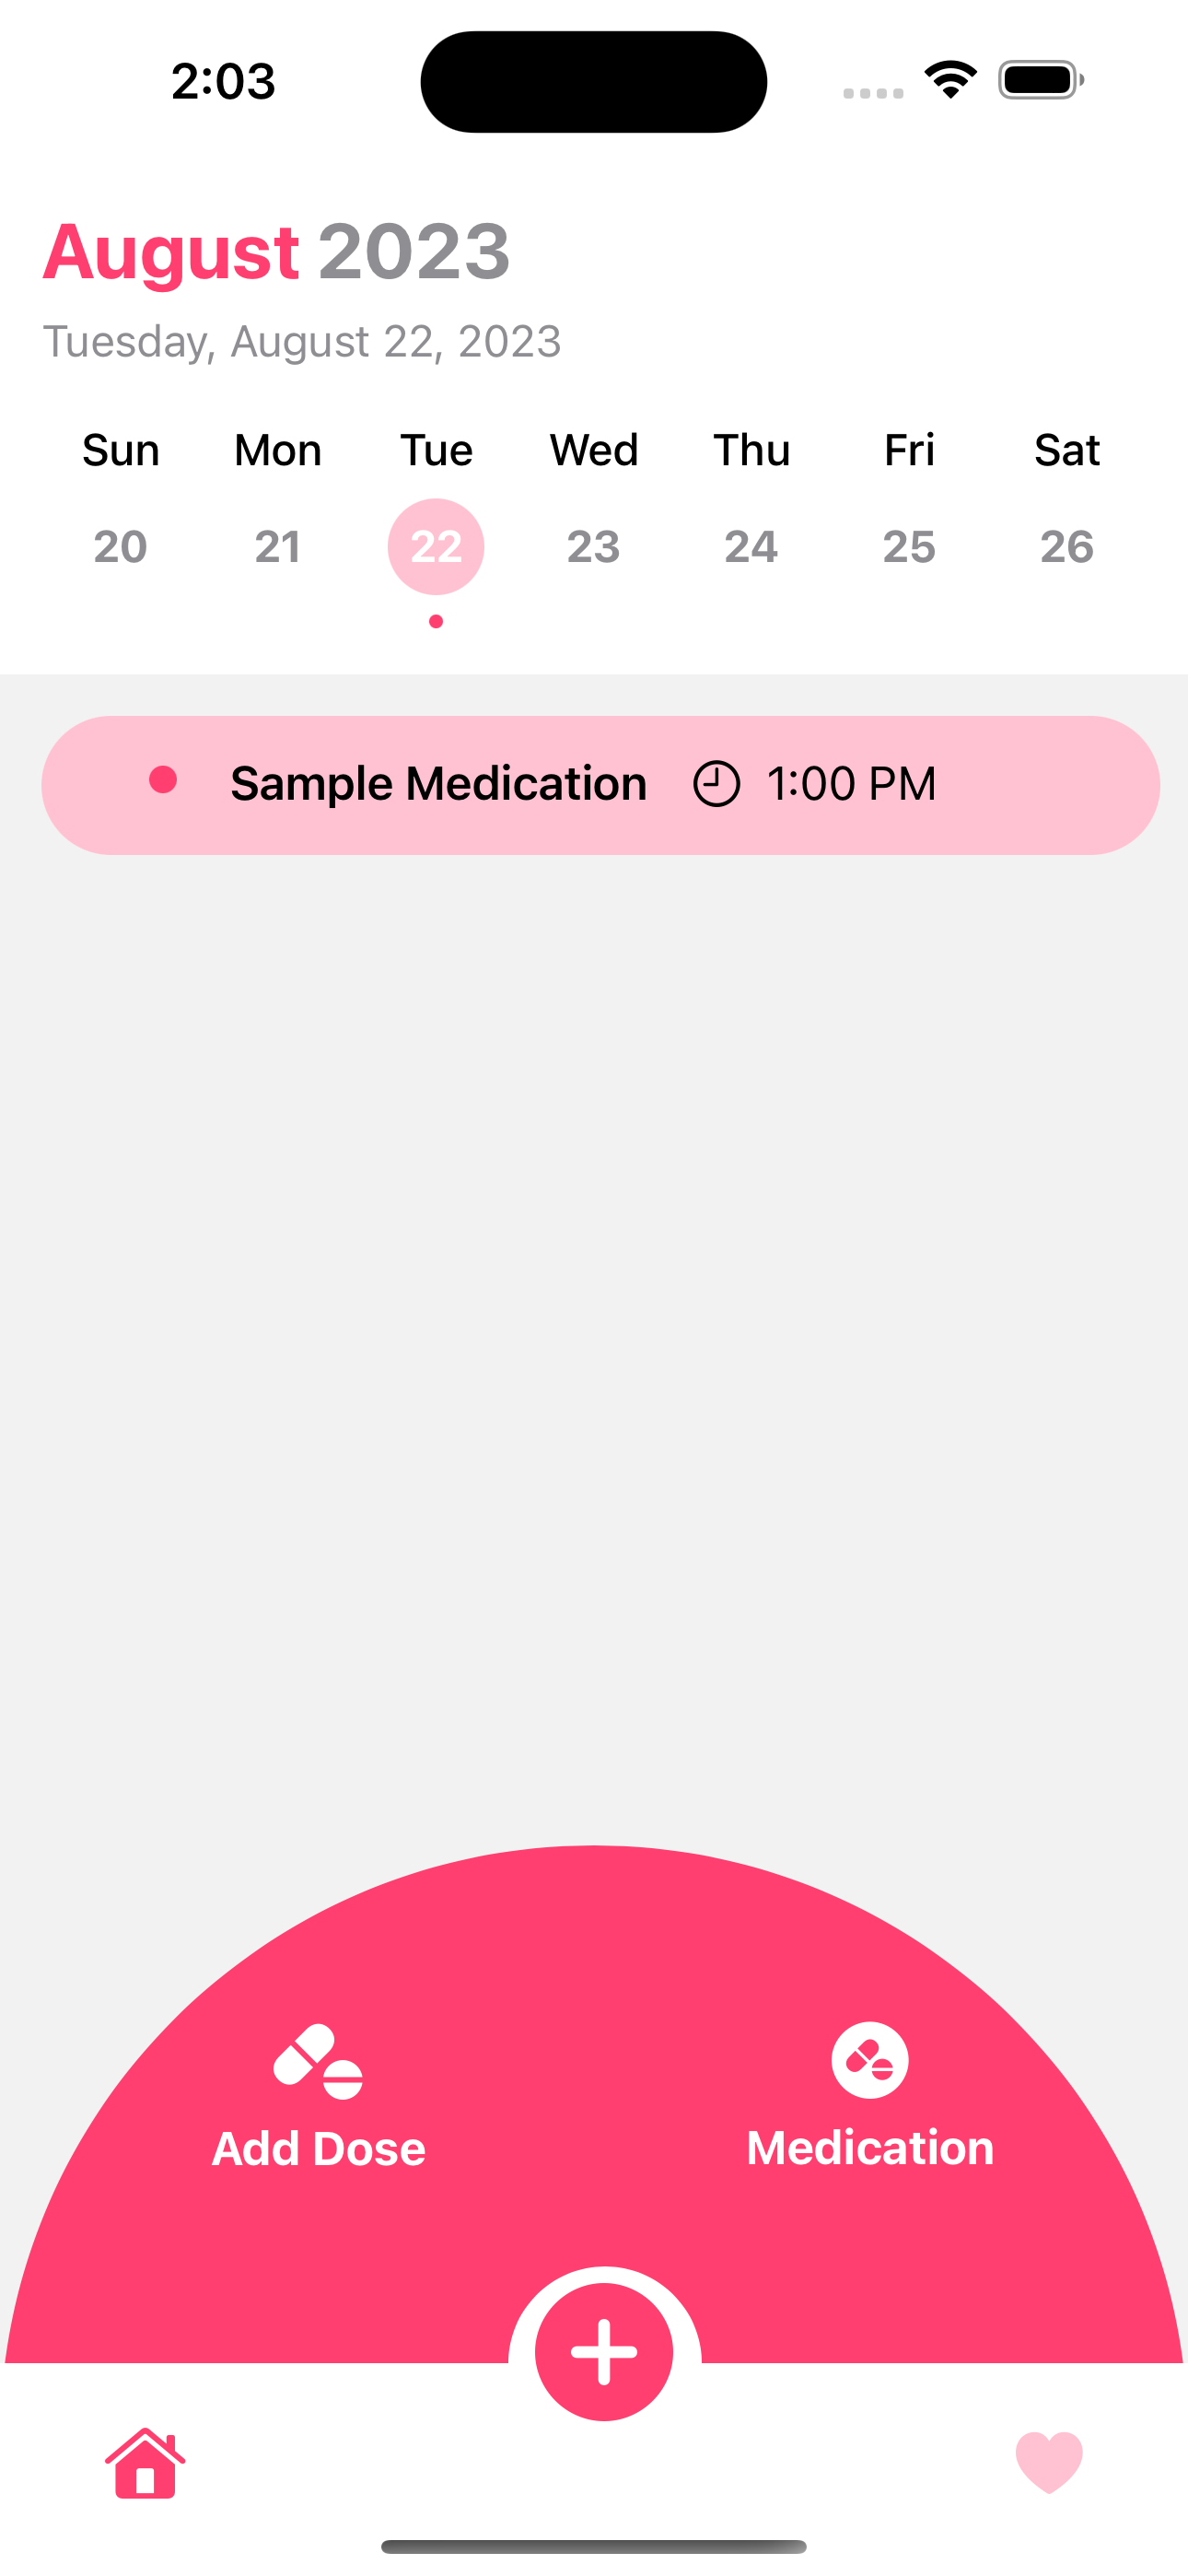 2:03
August 2023
Tuesday, August 22, 2023
Sun Mon Tue Wed Thu Fri Sat
20 21 22 23 24 25 26
Sample Medication 1:00 PM
Add Dose Medication